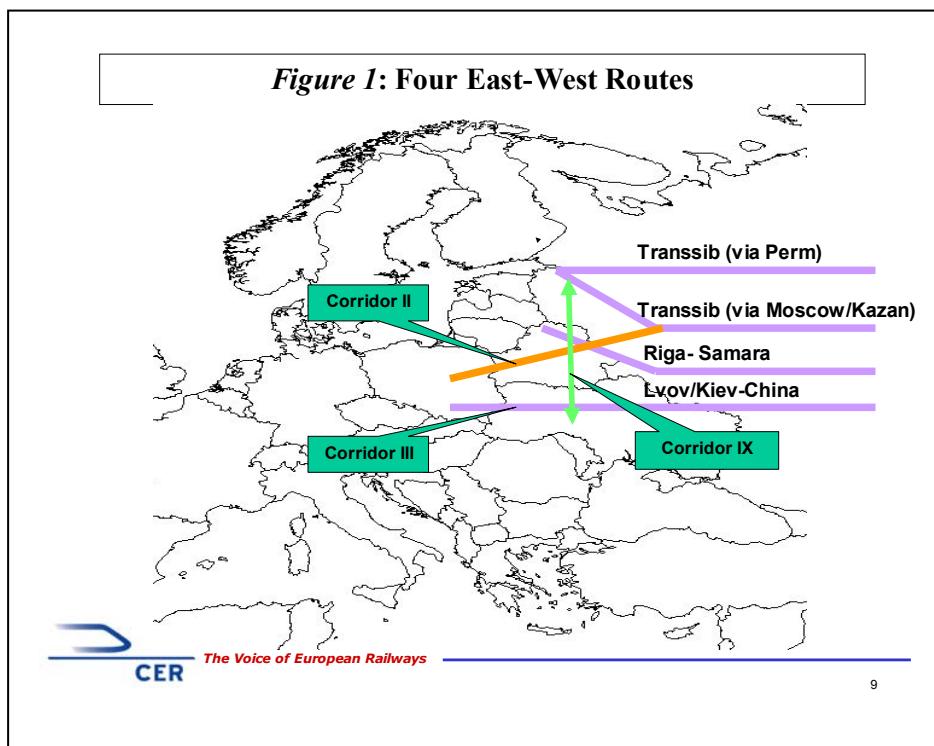 Figure 1: Four East-West Routes
Transsib (via Perm)
Corridor II
Transsib (via Moscow/Kazan)
Riga- Samara
Lvov/Kiev-China
Corridor III
Corridor IX
CER
The Voice of European Railways
9